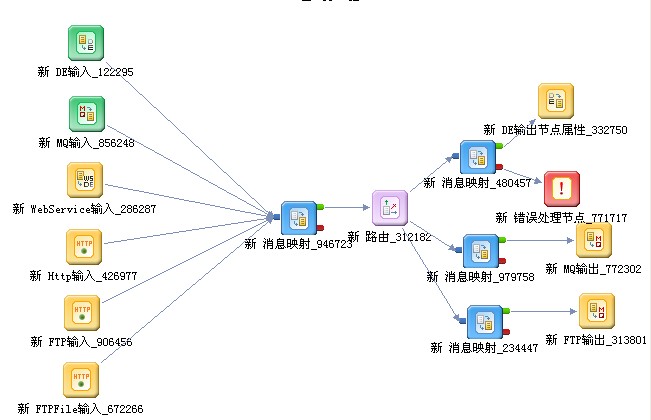 新 DE输入_122295
新 MQ输入_856248
新 WebService输入_286287
新 Http输入_426977
新 FTP输入_906456
新 FTPFile输入_672266
新 消息映射_946723
新 路由_312182
新 消息映射_480457
新 DE输出节点属性_332750
新 错误处理节点_771717
新 消息映射_979758
新 MQ输出_772302
新 消息映射_234447
新 FTP输出_313801
HTTP
HTTP
HTTP